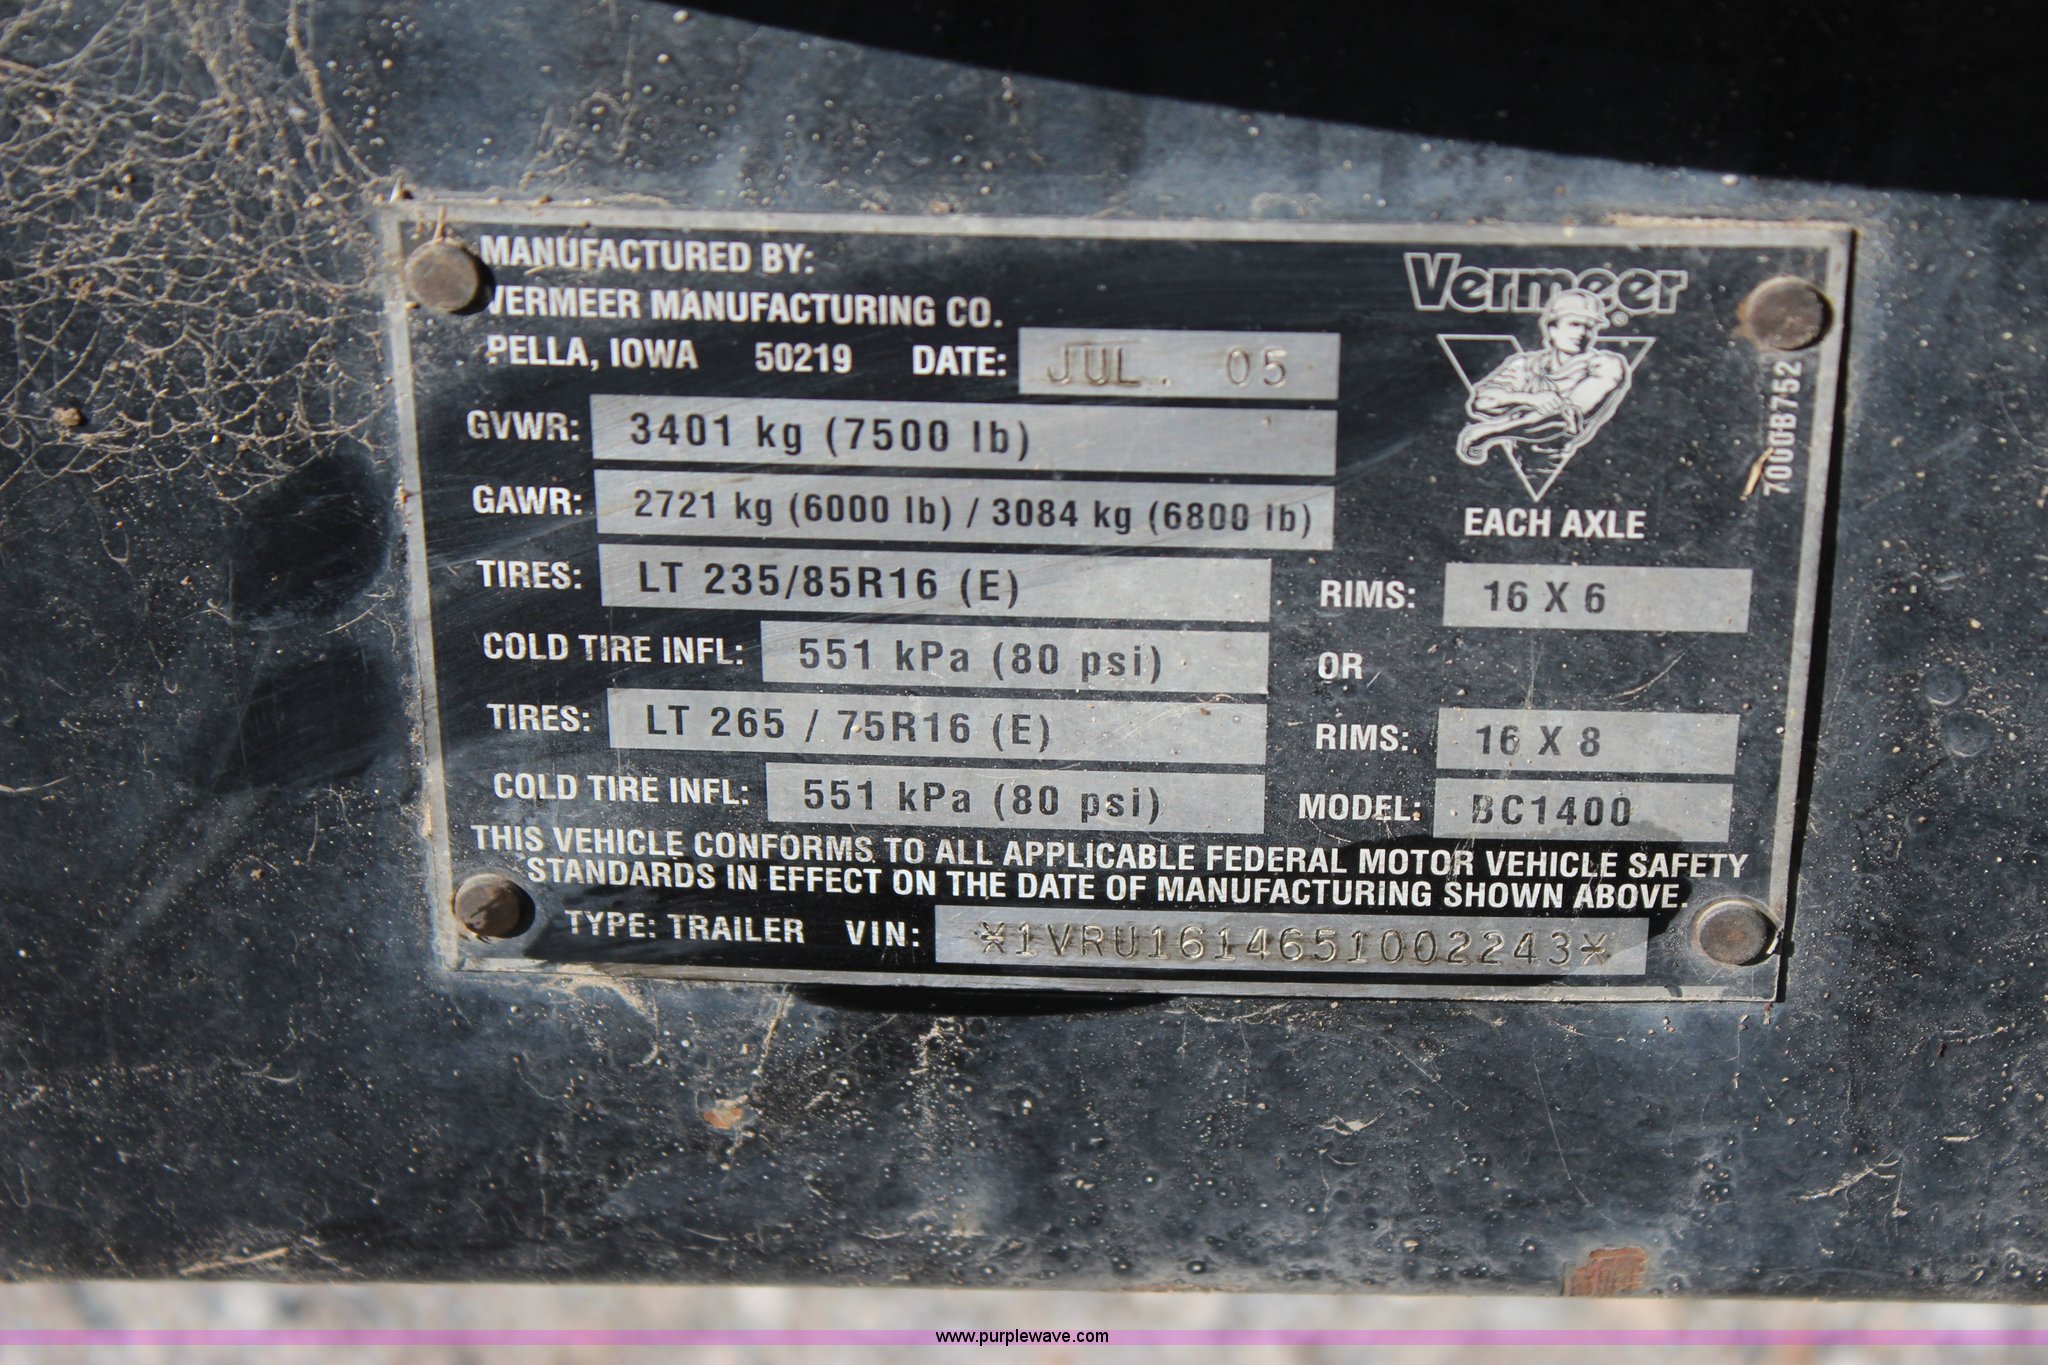 MANUFACTURED BY:
VERMEER MANUFACTURING CO.
PELLA, IOWA 50219 DATE: JUL. 05
Vermeer®
GVWR: 3401 kg (7500 lb)
GAWR: 2721 kg (6000 lb) / 3084 kg (6800 lb)
EACH AXLE
7000B752
TIRES: LT 235/85R16 (E) RIMS: 16 X 6
COLD TIRE INFL: 551 kPa (80 psi) OR
TIRES: LT 265 / 75R16 (E) RIMS: 16 X 8
COLD TIRE INFL: 551 kPa (80 psi) MODEL: BC1400
THIS VEHICLE CONFORMS TO ALL APPLICABLE FEDERAL MOTOR VEHICLE SAFETY
STANDARDS IN EFFECT ON THE DATE OF MANUFACTURING SHOWN ABOVE.
TYPE: TRAILER VIN: *1VRU1614651002243*
www.purplewave.com